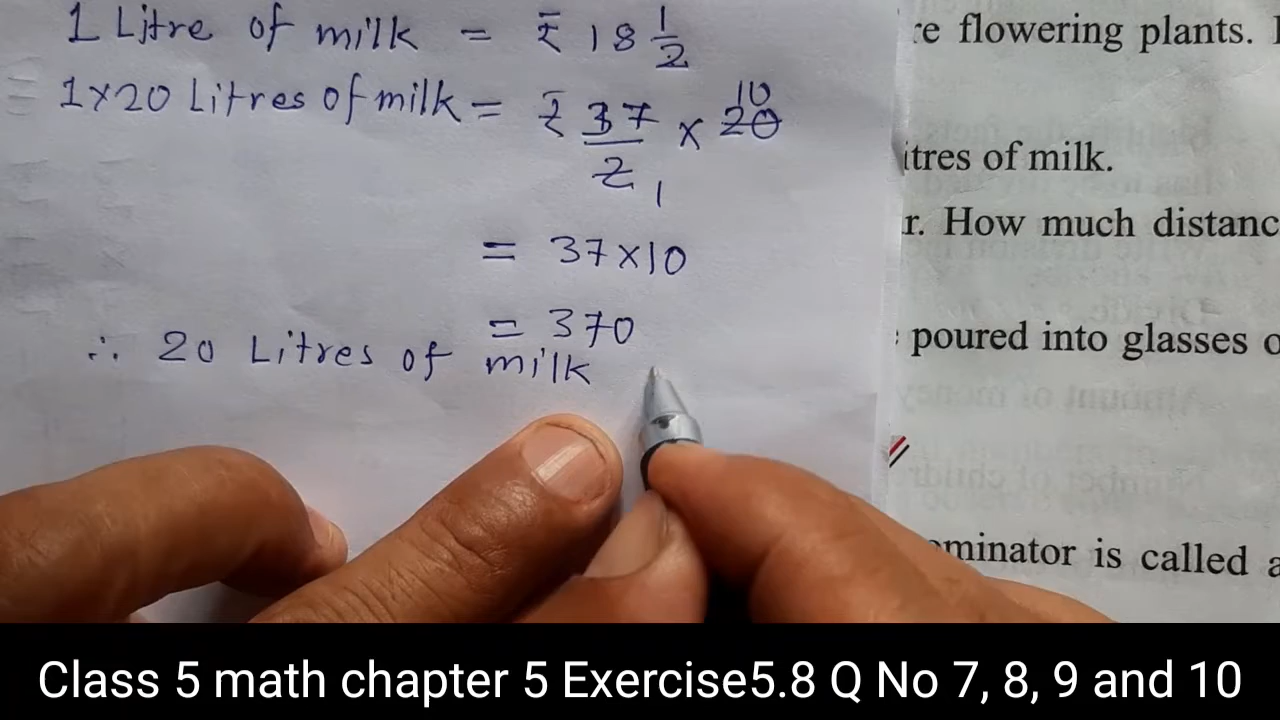 1 Litre of milk = ₹ 18 1/2
1×20 Litres of milk = ₹ 37/2 × 20
10
1
= 37×10
= 370
∴ 20 Litres of milk
re flowering plants.
itres of milk.
r. How much distanc
poured into glasses o
ominator is called a
Class 5 math chapter 5 Exercise5.8 Q No 7, 8, 9 and 10